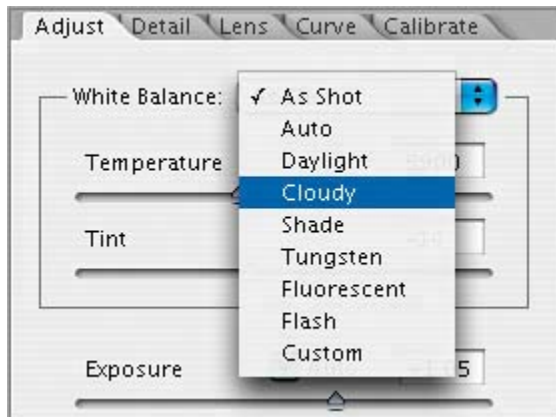 Adjust Detail Lens Curve Calibrate
White Balance: ✓ As Shot
Auto
Temperature Daylight
Cloudy
Tint Shade
Tungsten
Fluorescent
Flash
Custom
Exposure